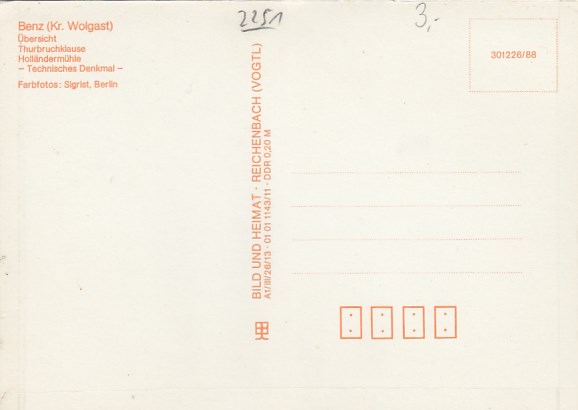 Benz (Kr. Wolgast)
Übersicht
Thurbruchklause
Holländermühle
– Technisches Denkmal –
Farbfotos: Sigrist, Berlin
2251
3,-
301226/88
BILD UND HEIMAT · REICHENBACH (VOGTL)
A1/III/26/13 · 01 01 1143/11 · DDR 0,20 M